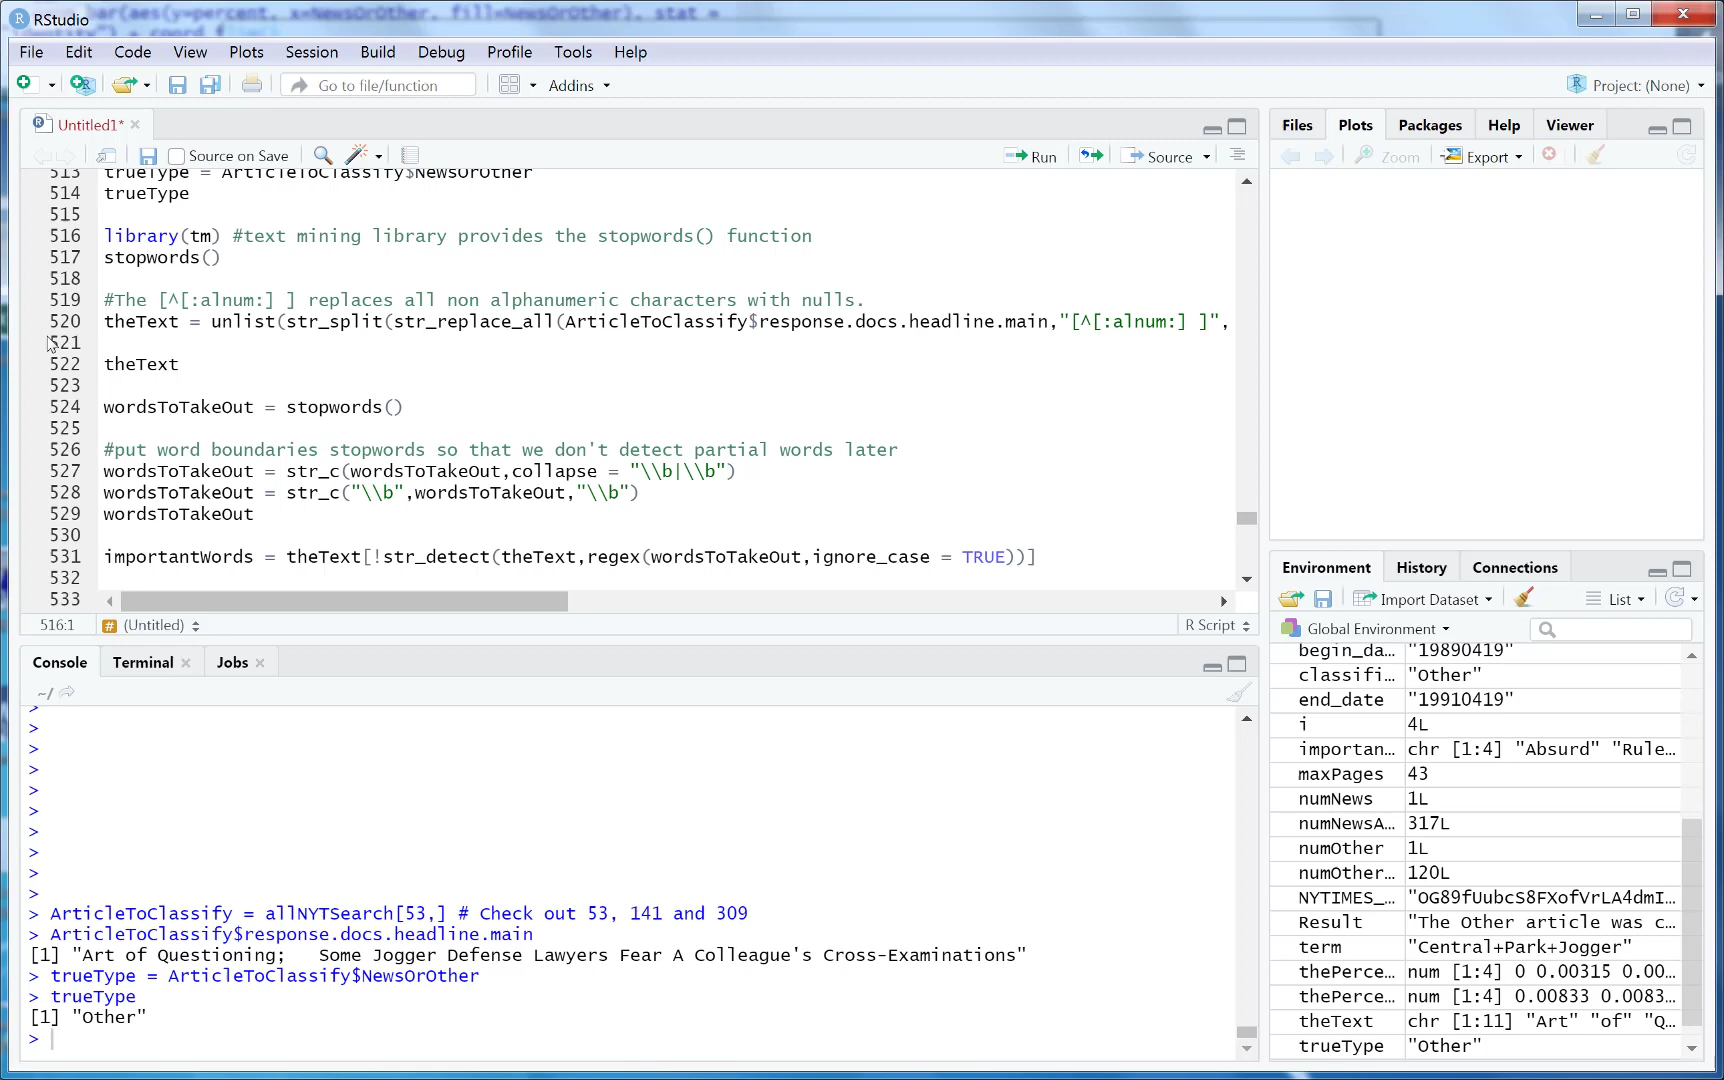 bar(aes(y=percent, x=NewsOrOther, fill=NewsOrOther), stat =
RStudio
File Edit Code View Plots Session Build Debug Profile Tools Help
Go to file/function
Addins
Project: (None)
Untitled1*
Source on Save
Run
Source
513 trueType = ArticleToClassify$NewsOrOther
514 trueType
515
516 library(tm) #text mining library provides the stopwords() function
517 stopwords()
518
519 #The [^[:alnum:] ] replaces all non alphanumeric characters with nulls.
520 theText = unlist(str_split(str_replace_all(ArticleToClassify$response.docs.headline.main,"[^[:alnum:] ]",
521
522 theText
523
524 wordsToTakeOut = stopwords()
525
526 #put word boundaries stopwords so that we don't detect partial words later
527 wordsToTakeOut = str_c(wordsToTakeOut,collapse = "\\b|\\b")
528 wordsToTakeOut = str_c("\\b",wordsToTakeOut,"\\b")
529 wordsToTakeOut
530
531 importantWords = theText[!str_detect(theText,regex(wordsToTakeOut,ignore_case = TRUE))]
532
533
516:1 # (Untitled) R Script
Console Terminal Jobs
~/
>
>
>
>
>
>
>
>
>
>
> ArticleToClassify = allNYTSearch[53,] # Check out 53, 141 and 309
> ArticleToClassify$response.docs.headline.main
[1] "Art of Questioning;   Some Jogger Defense Lawyers Fear A Colleague's Cross-Examinations"
> trueType = ArticleToClassify$NewsOrOther
> trueType
[1] "Other"
>
Files Plots Packages Help Viewer
Zoom Export
Environment History Connections
Import Dataset List
Global Environment
begin_da… "19890419"
classifi… "Other"
end_date "19910419"
i 4L
importan… chr [1:4] "Absurd" "Rule…
maxPages 43
numNews 1L
numNewsA… 317L
numOther 1L
numOther… 120L
NYTIMES_… "OG89fUubcS8FXofVrLA4dmI…
Result "The Other article was c…
term "Central+Park+Jogger"
thePerce… num [1:4] 0 0.00315 0.00…
thePerce… num [1:4] 0.00833 0.0083…
theText chr [1:11] "Art" "of" "Q…
trueType "Other"